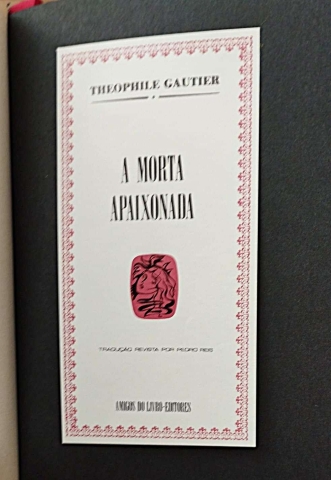 THEOPHILE GAUTIER
A MORTA
APAIXONADA
TRADUÇÃO REVISTA POR PEDRO REIS
AMIGOS DO LIVRO-EDITORES